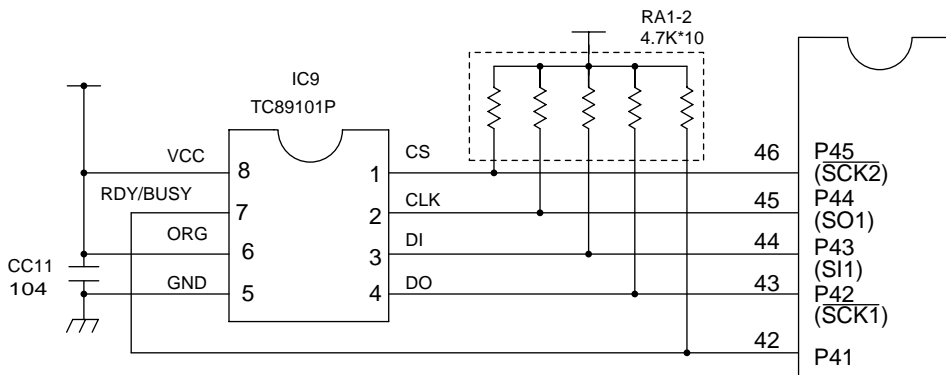 RA1-2
4.7K*10
IC9
TC89101P
VCC
8
RDY/BUSY
7
ORG
6
GND
5
CC11
104
1
CS
2
CLK
3
DI
4
DO
46
P45
(SCK2)
45
P44
(SO1)
44
P43
(SI1)
43
P42
(SCK1)
42
P41